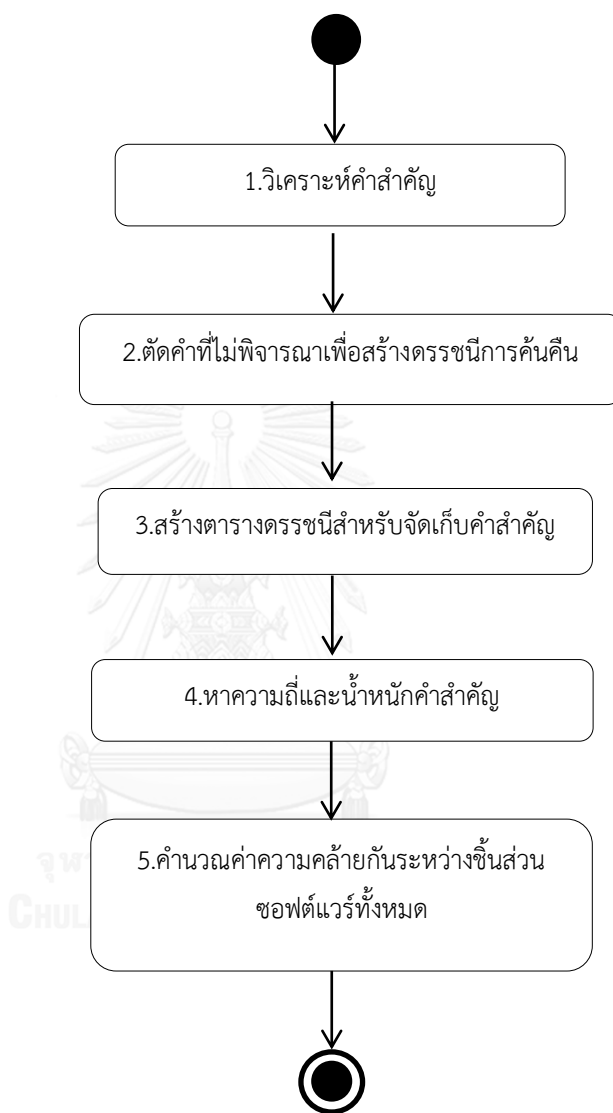 1.วิเคราะห์คำสำคัญ
2.ตัดคำที่ไม่พิจารณาเพื่อสร้างดรรชนีการค้นคืน
3.สร้างตารางดรรชนีสำหรับจัดเก็บคำสำคัญ
4.หาความถี่และน้ำหนักคำสำคัญ
5.คำนวณค่าความคล้ายกันระหว่างชิ้นส่วน
ซอฟต์แวร์ทั้งหมด